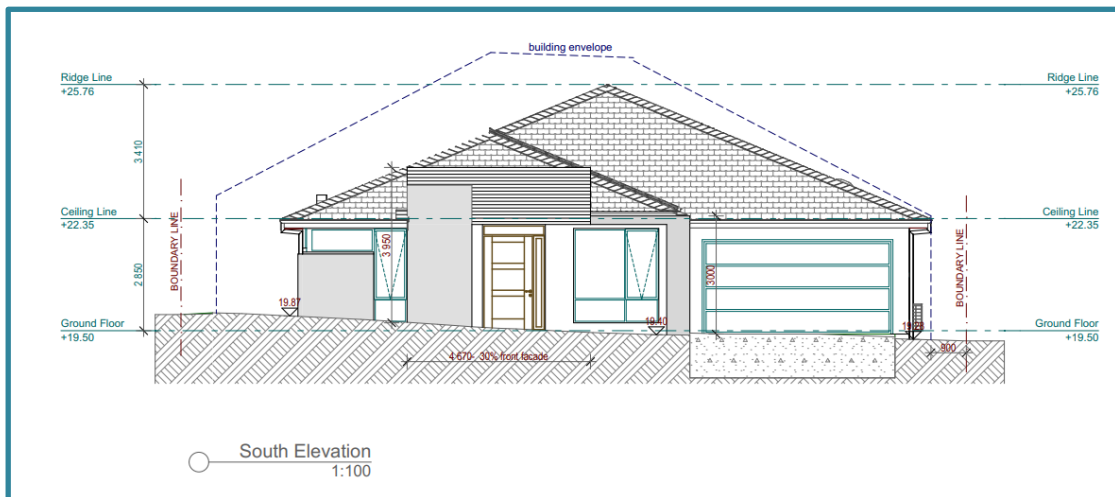 building envelope
Ridge Line
+25.76
Ridge Line
+25.76
3 410
Ceiling Line
+22.35
Ceiling Line
+22.35
BOUNDARY LINE
BOUNDARY LINE
2 850
3 950
3000
19.87
19.40
Ground Floor
+19.50
Ground Floor
+19.50
4 670- 30% front facade
900
South Elevation
1:100